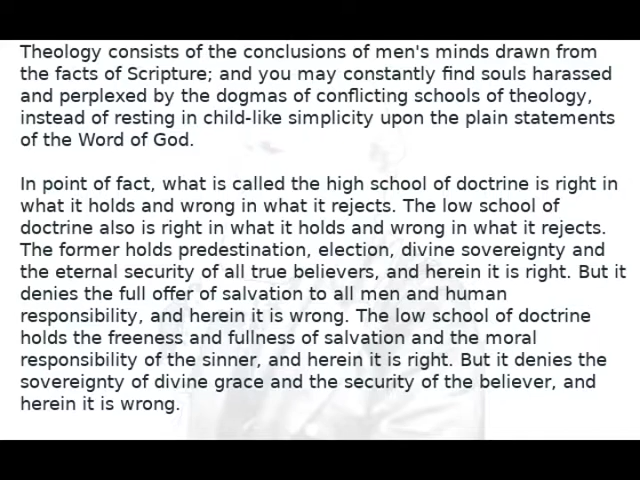 Theology consists of the conclusions of men's minds drawn from
the facts of Scripture; and you may constantly find souls harassed
and perplexed by the dogmas of conflicting schools of theology,
instead of resting in child-like simplicity upon the plain statements
of the Word of God.
In point of fact, what is called the high school of doctrine is right in
what it holds and wrong in what it rejects. The low school of
doctrine also is right in what it holds and wrong in what it rejects.
The former holds predestination, election, divine sovereignty and
the eternal security of all true believers, and herein it is right. But it
denies the full offer of salvation to all men and human
responsibility, and herein it is wrong. The low school of doctrine
holds the freeness and fullness of salvation and the moral
responsibility of the sinner, and herein it is right. But it denies the
sovereignty of divine grace and the security of the believer, and
herein it is wrong.